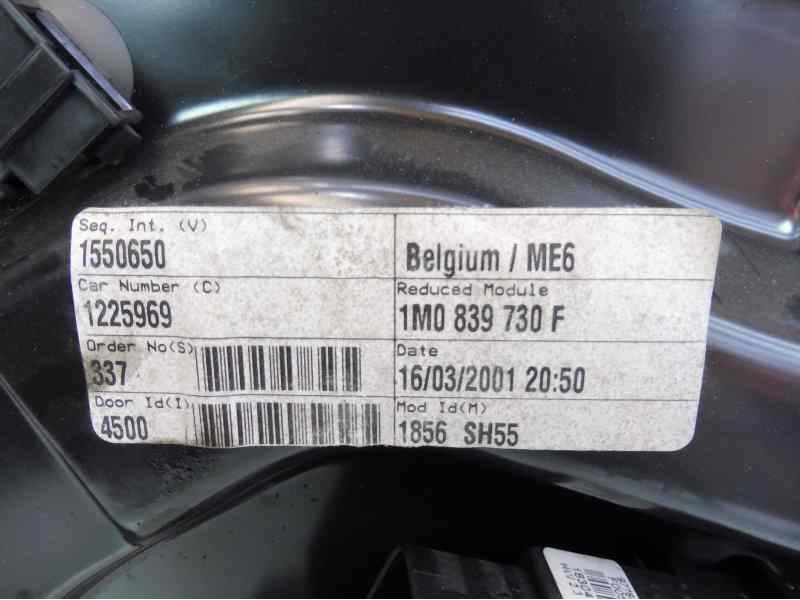 Seq. Int. (V)
1550650
Belgium / ME6
Car Number (C)
1225969
Reduced Module
1M0 839 730 F
Order No(S)
337
Date
16/03/2001 20:50
Door Id(I)
4500
Mod Id(M)
1856 SH55